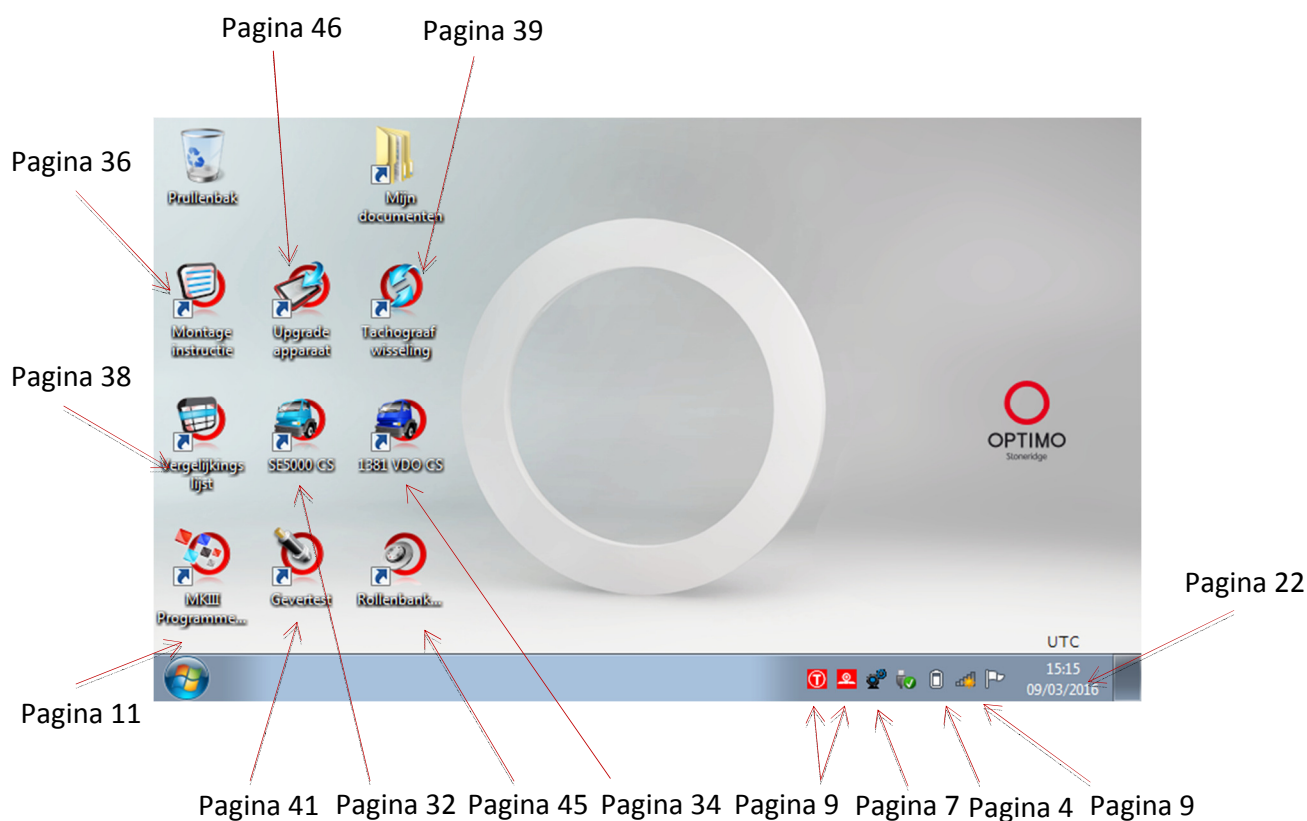 Pagina 46
Pagina 39
Pagina 36
Prullenbak
Mijn
documenten
Montage
instructie
Upgrade
apparaat
Tachograaf
wisseling
Pagina 38
OPTIMO
Stoneridge
Vergelijkings
lijst
SE5000 CS
1381 VDO CS
Pagina 22
MKIII
Programme...
Gevertest
Rollenbank...
UTC
15:15
09/03/2016
Pagina 11
Pagina 41
Pagina 32
Pagina 45
Pagina 34
Pagina 9
Pagina 7
Pagina 4
Pagina 9